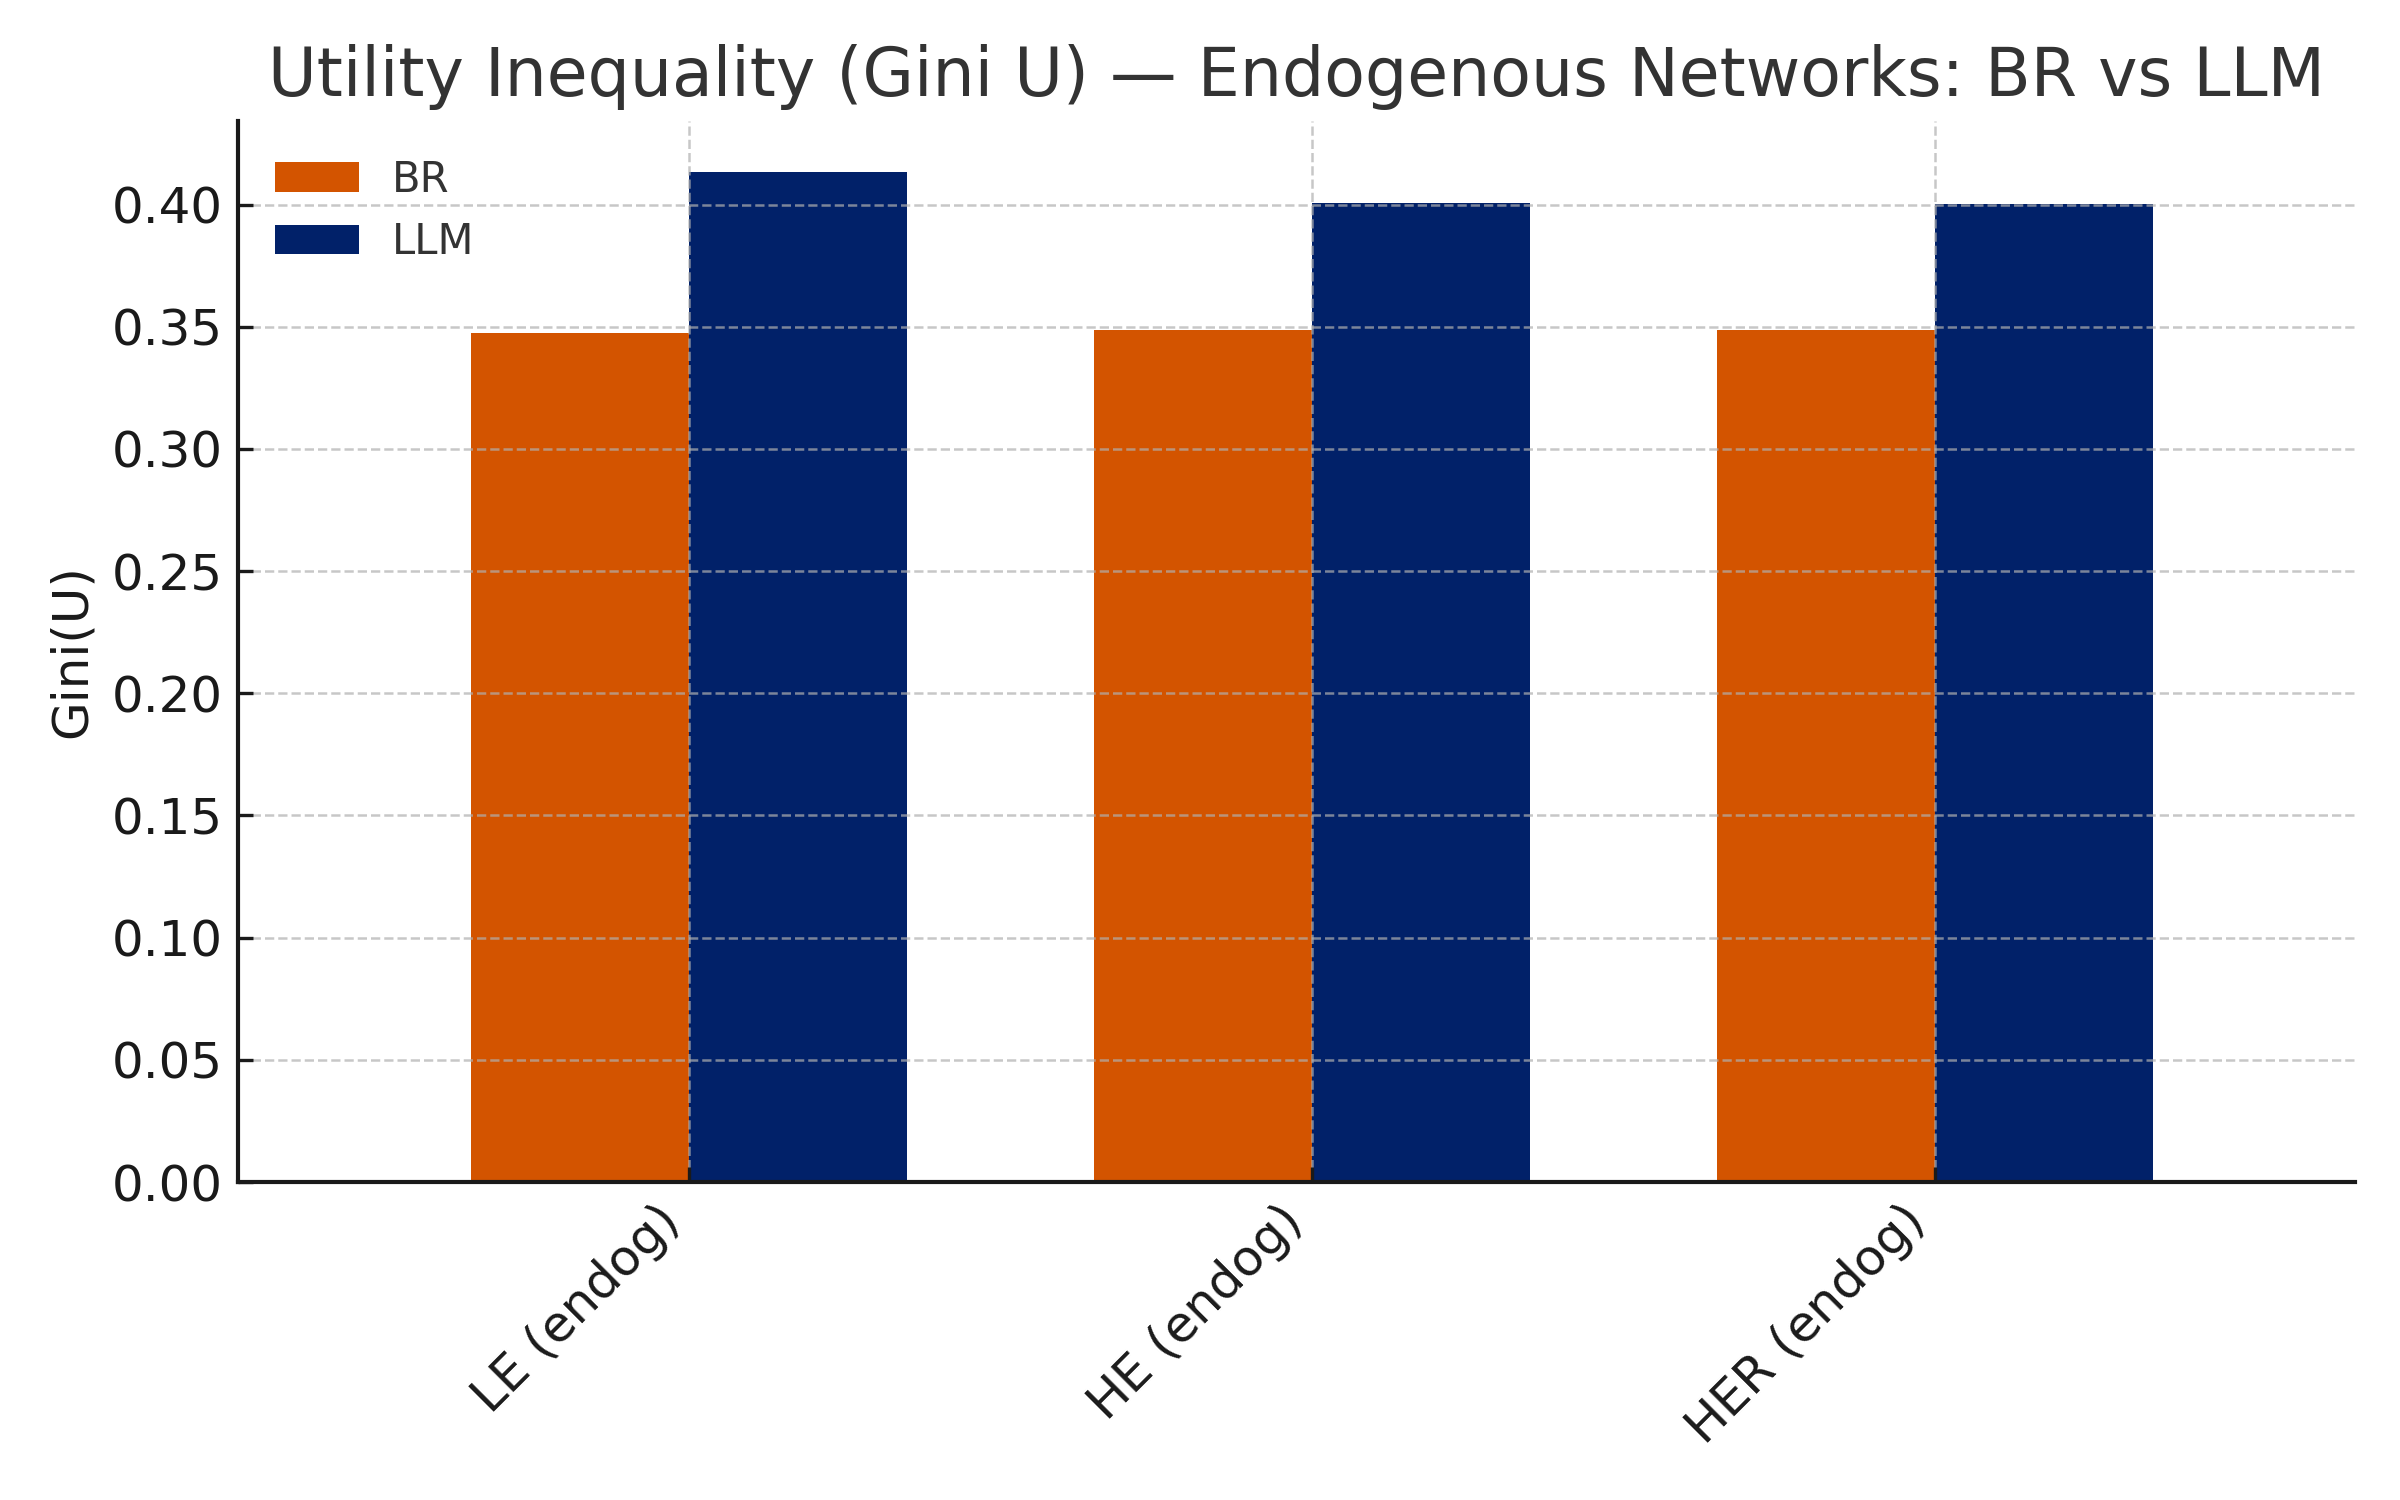 Utility Inequality (Gini U) — Endogenous Networks: BR vs LLM
BR
LLM
Gini(U)
0.40
0.35
0.30
0.25
0.20
0.15
0.10
0.05
0.00
LE (endog)
HE (endog)
HER (endog)